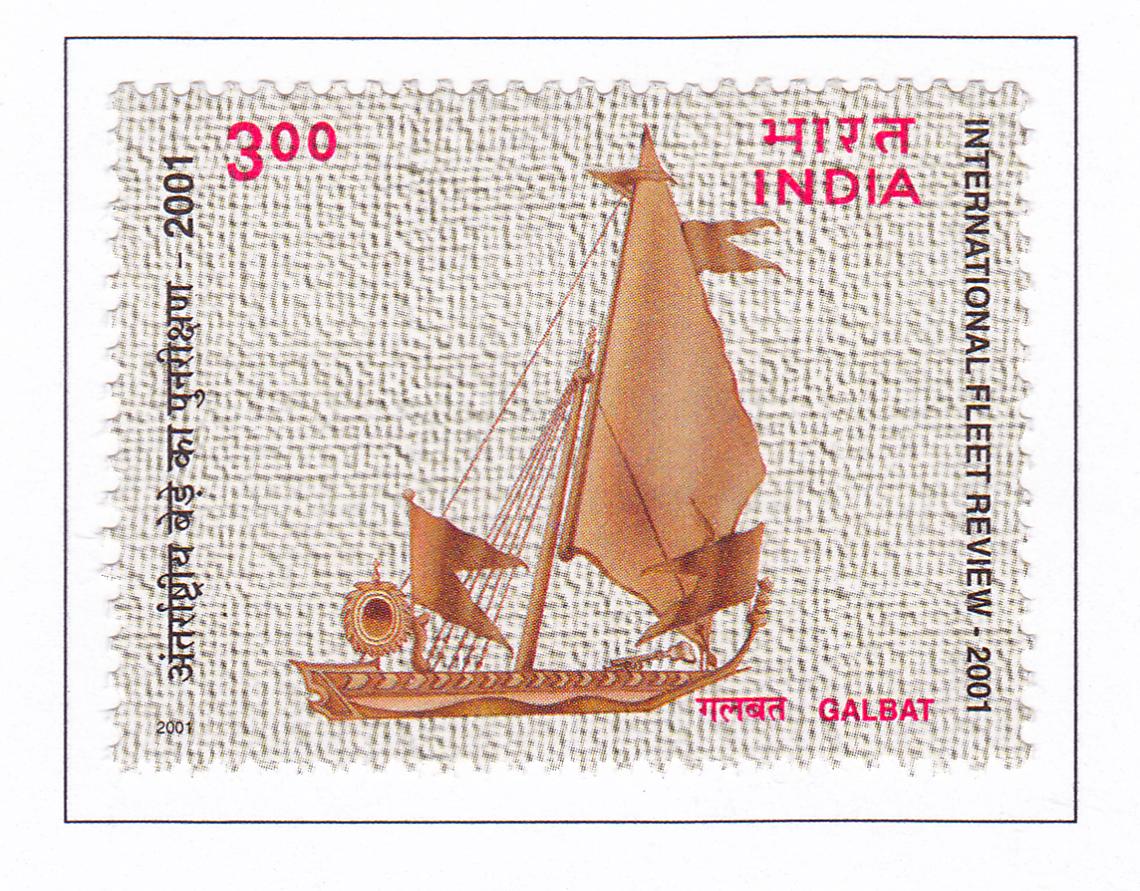 3.00
भारत
INDIA
अंतर्राष्ट्रीय बेड़े का पुनरीक्षण - 2001
INTERNATIONAL FLEET REVIEW - 2001
गलबत GALBAT
2001